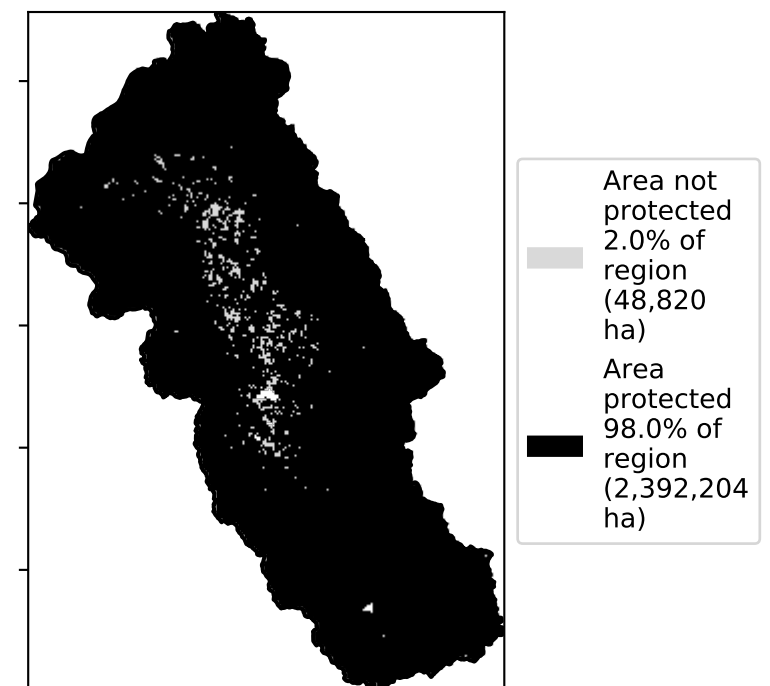 Area not
protected
2.0% of
region
(48,820
ha)
Area
protected
98.0% of
region
(2,392,204
ha)